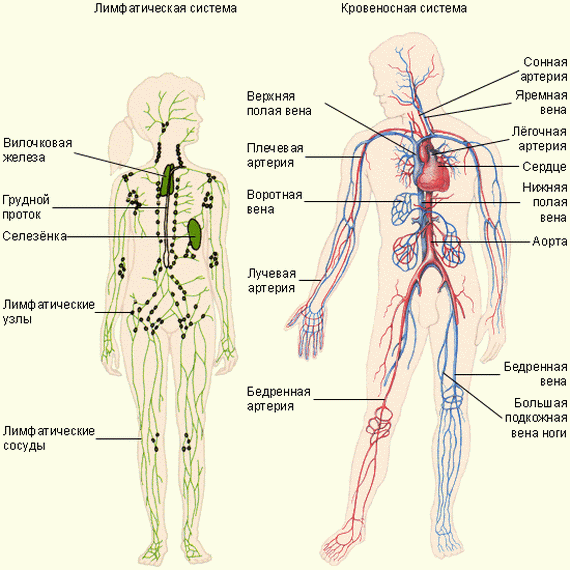 Лимфатическая система
Вилочковая
железа
Грудной
проток
Селезёнка
Лимфатические
узлы
Лимфатические
сосуды
Кровеносная система
Верхняя
полая вена
Плечевая
артерия
Воротная
вена
Лучевая
артерия
Бедренная
артерия
Сонная
артерия
Яремная
вена
Лёгочная
артерия
Сердце
Нижняя
полая
вена
Аорта
Бедренная
вена
Большая
подкожная
вена ноги